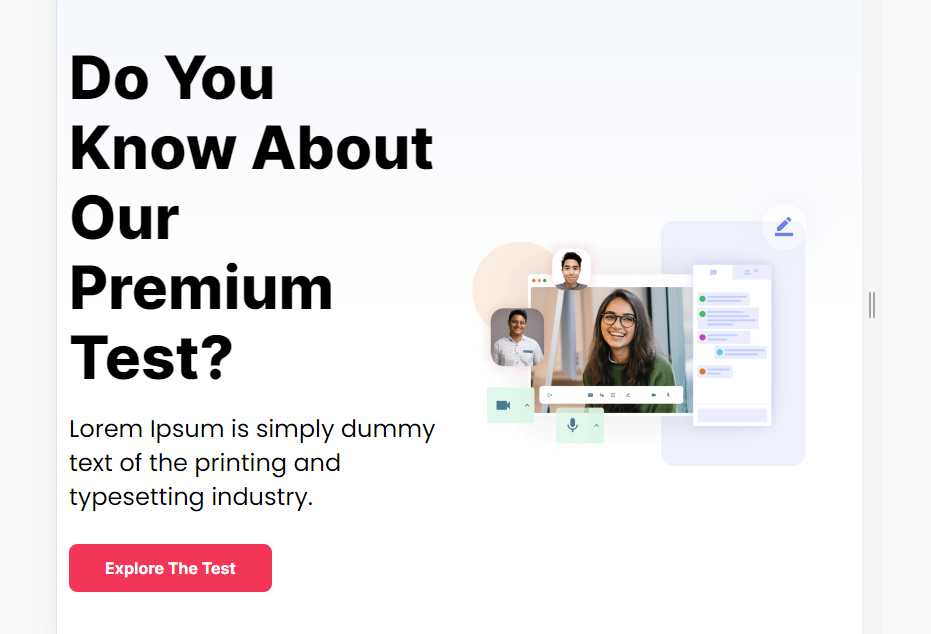 Do You
Know About
Our
Premium
Test?
Lorem Ipsum is simply dummy
text of the printing and
typesetting industry.
Explore The Test